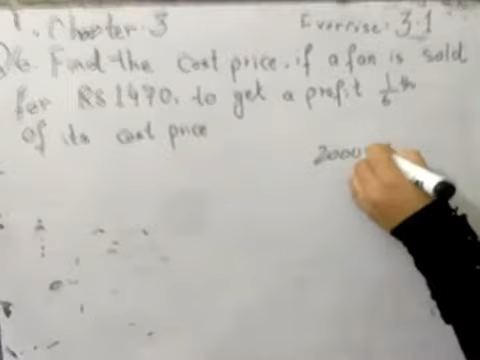 Chapter: 3
Exercise: 3.1
Q6. Find the cost price, if a fan is sold
for RS 1470, to get a profit 1/6 th
of its cost price
2000